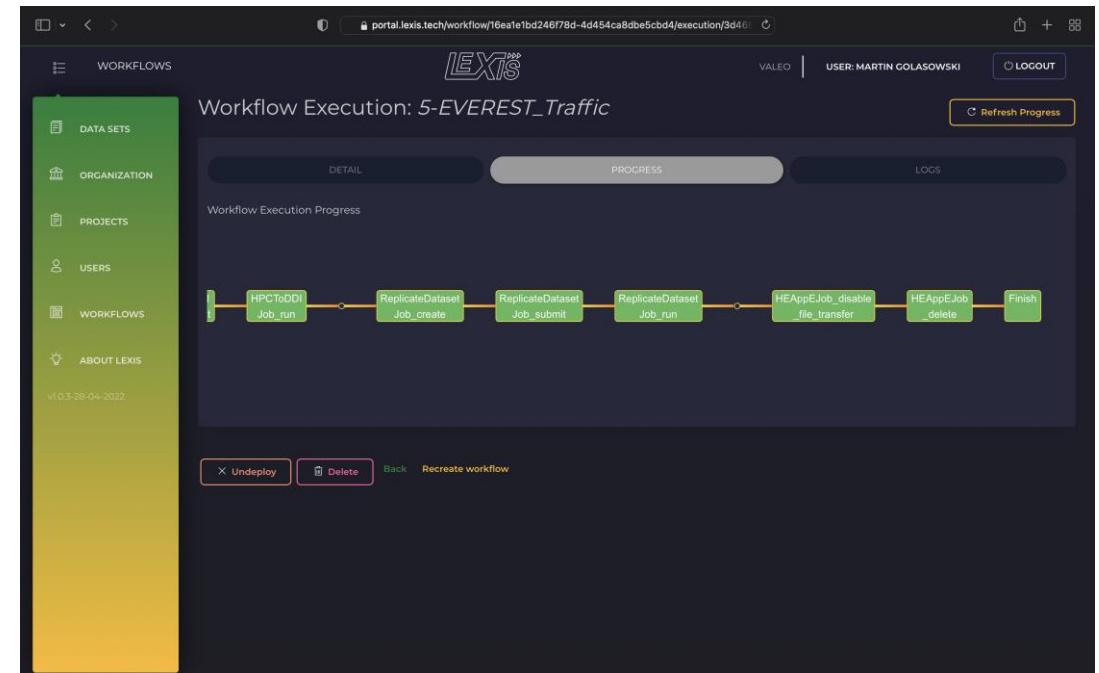 portal.lexis.tech/workflow/16ea1e1bd246f78d-4d454ca8dbe5cbd4/execution/3d46
WORKFLOWS
LEXIS
VALEO
USER: MARTIN GOLASOWSKI
LOGOUT
DATA SETS
ORGANIZATION
PROJECTS
USERS
WORKFLOWS
ABOUT LEXIS
v1.0.3-28-04-2022
Workflow Execution: 5-EVEREST_Traffic
Refresh Progress
DETAIL
PROGRESS
LOGS
Workflow Execution Progress
HPCToDDI
Job_run
ReplicateDataset
Job_create
ReplicateDataset
Job_submit
ReplicateDataset
Job_run
HEAppEJob_disable
_file_transfer
HEAppEJob
_delete
Finish
Undeploy
Delete
Back
Recreate workflow